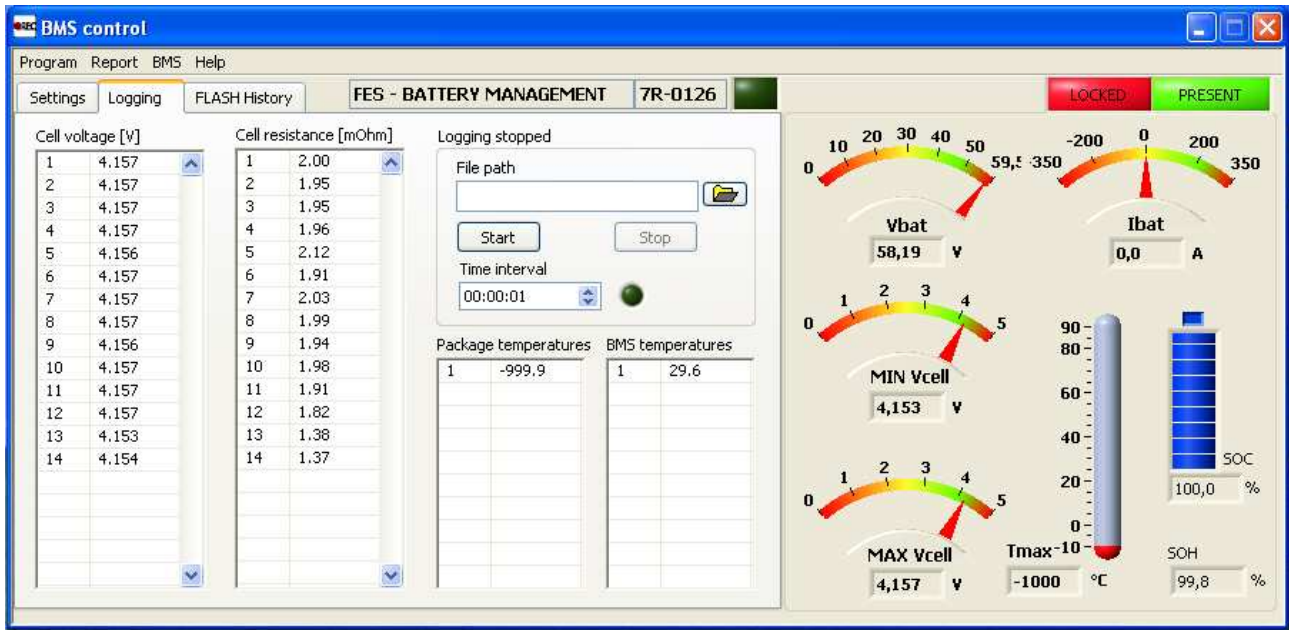 BMS control
Program Report BMS Help
Settings Logging FLASH History
FES - BATTERY MANAGEMENT 7R-0126
LOCKED PRESENT
Cell voltage [V]
1 4.157
2 4.157
3 4.157
4 4.157
5 4.156
6 4.157
7 4.157
8 4.157
9 4.156
10 4.157
11 4.157
12 4.157
13 4.153
14 4.154
Cell resistance [mOhm]
1 2.00
2 1.95
3 1.95
4 1.96
5 2.12
6 1.91
7 2.03
8 1.99
9 1.94
10 1.98
11 1.91
12 1.82
13 1.38
14 1.37
Logging stopped
File path
Start Stop
Time interval
00:00:01
Package temperatures
1 -999.9
BMS temperatures
1 29.6
0 10 20 30 40 50 59,5
Vbat
58,19 V
-350 -200 0 200 350
Ibat
0,0 A
0 1 2 3 4 5
MIN Vcell
4,153 V
0 1 2 3 4 5
MAX Vcell
4,157 V
90
80
60
40
20
0
-10
Tmax
-1000 °C
SOC
100,0 %
SOH
99,8 %